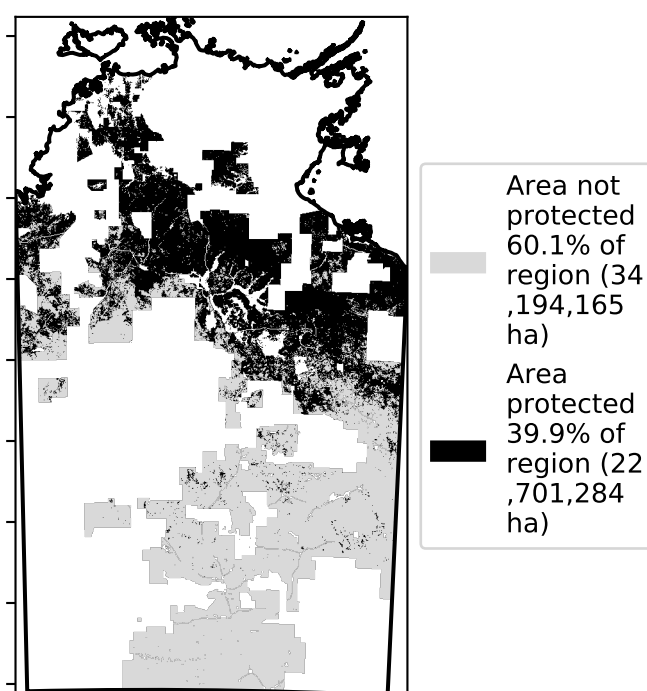 Area not
protected
60.1% of
region (34
,194,165
ha)
Area
protected
39.9% of
region (22
,701,284
ha)